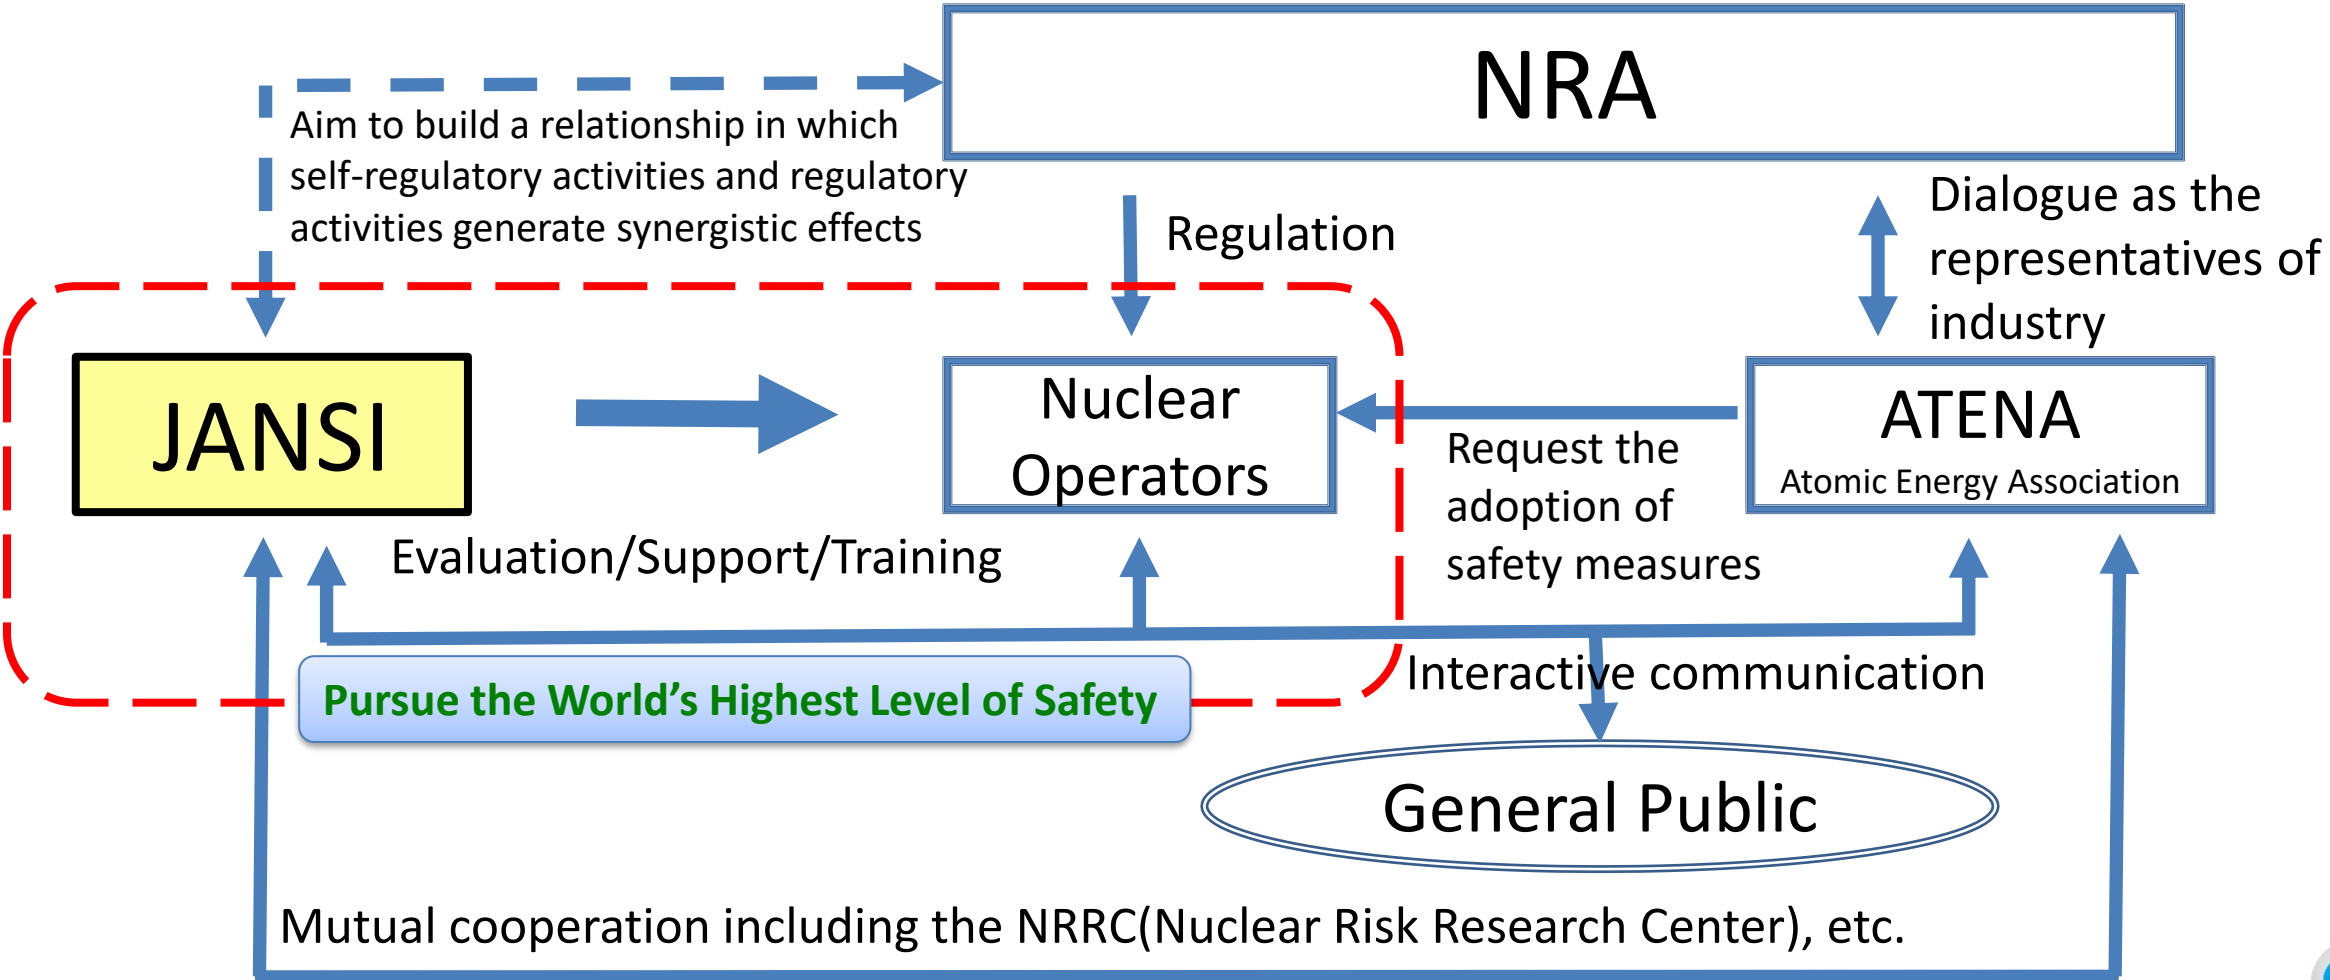 NRA
Aim to build a relationship in which
self-regulatory activities and regulatory
activities generate synergistic effects
Regulation
Dialogue as the
representatives of
industry
JANSI
Nuclear
Operators
ATENA
Atomic Energy Association
Request the
adoption of
safety measures
Evaluation/Support/Training
Interactive communication
Pursue the World’s Highest Level of Safety
General Public
Mutual cooperation including the NRRC(Nuclear Risk Research Center), etc.